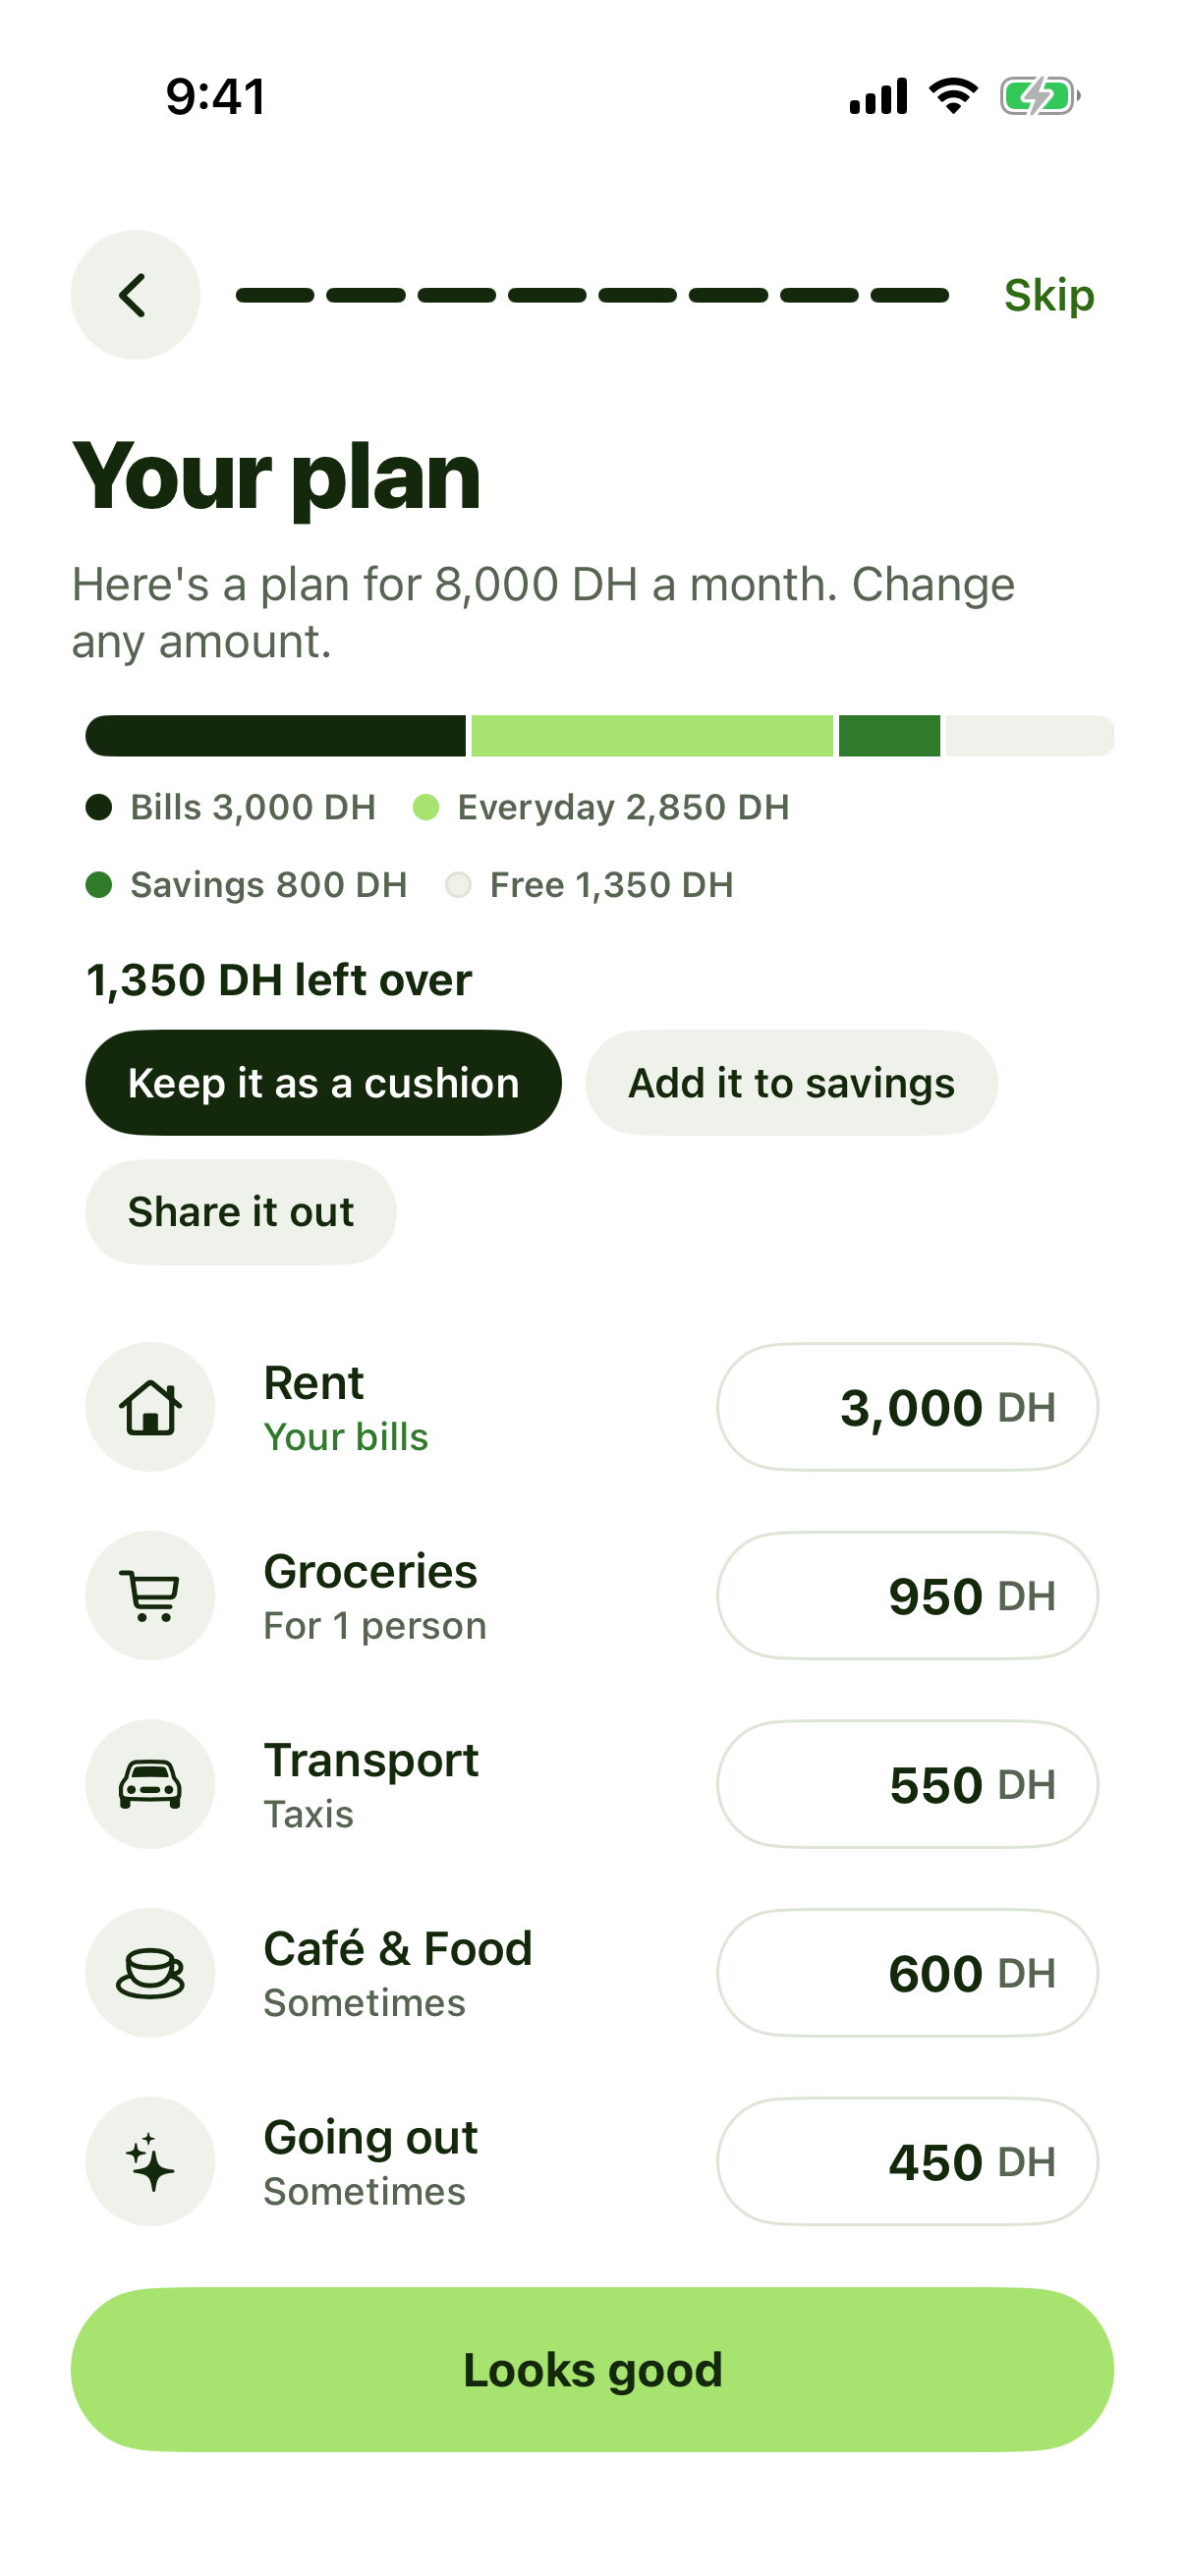 9:41
Skip
Your plan
Here's a plan for 8,000 DH a month. Change
any amount.
Bills 3,000 DH Everyday 2,850 DH
Savings 800 DH Free 1,350 DH
1,350 DH left over
Keep it as a cushion Add it to savings
Share it out
Rent
Your bills
3,000 DH
Groceries
For 1 person
950 DH
Transport
Taxis
550 DH
Café & Food
Sometimes
600 DH
Going out
Sometimes
450 DH
Looks good